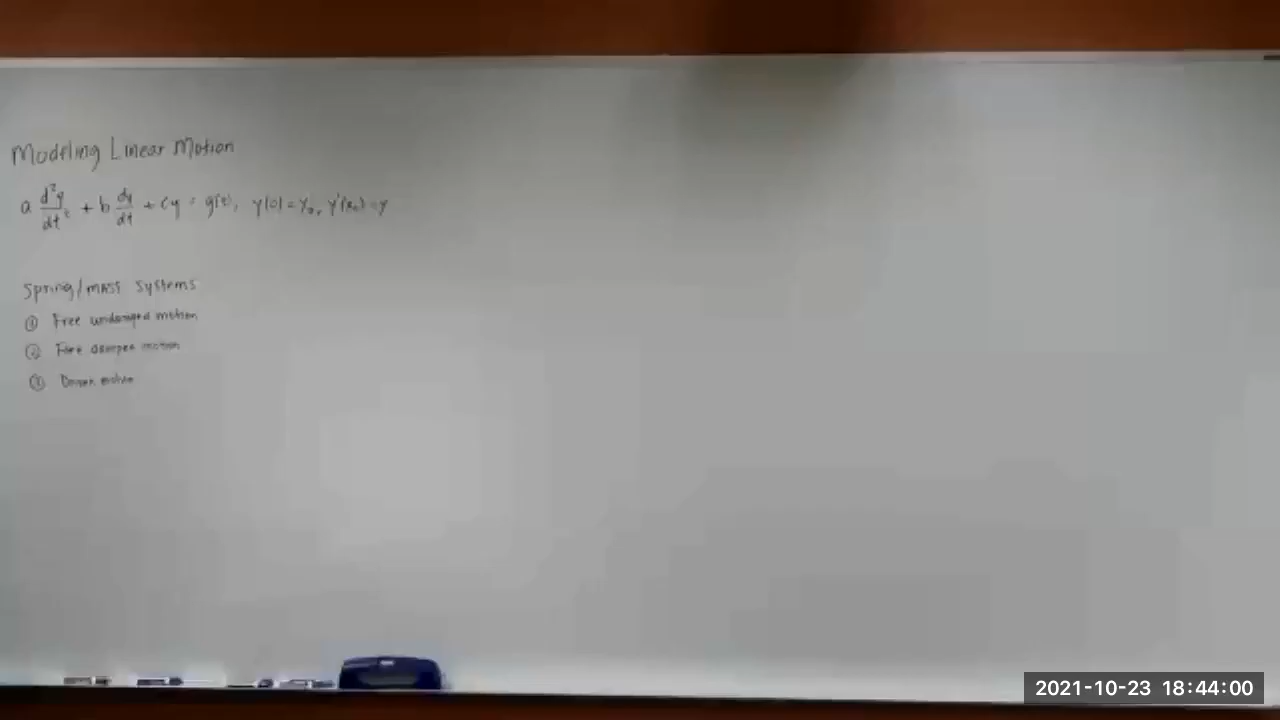 Modeling Linear Motion
a d²y/dt² + b dy/dt + cy = g(t), y(0) = y₀, y'(x₀) = y
Spring/mass systems
① Free undamped motion
② Free damped motion
③ Driven motion
2021-10-23 18:44:00